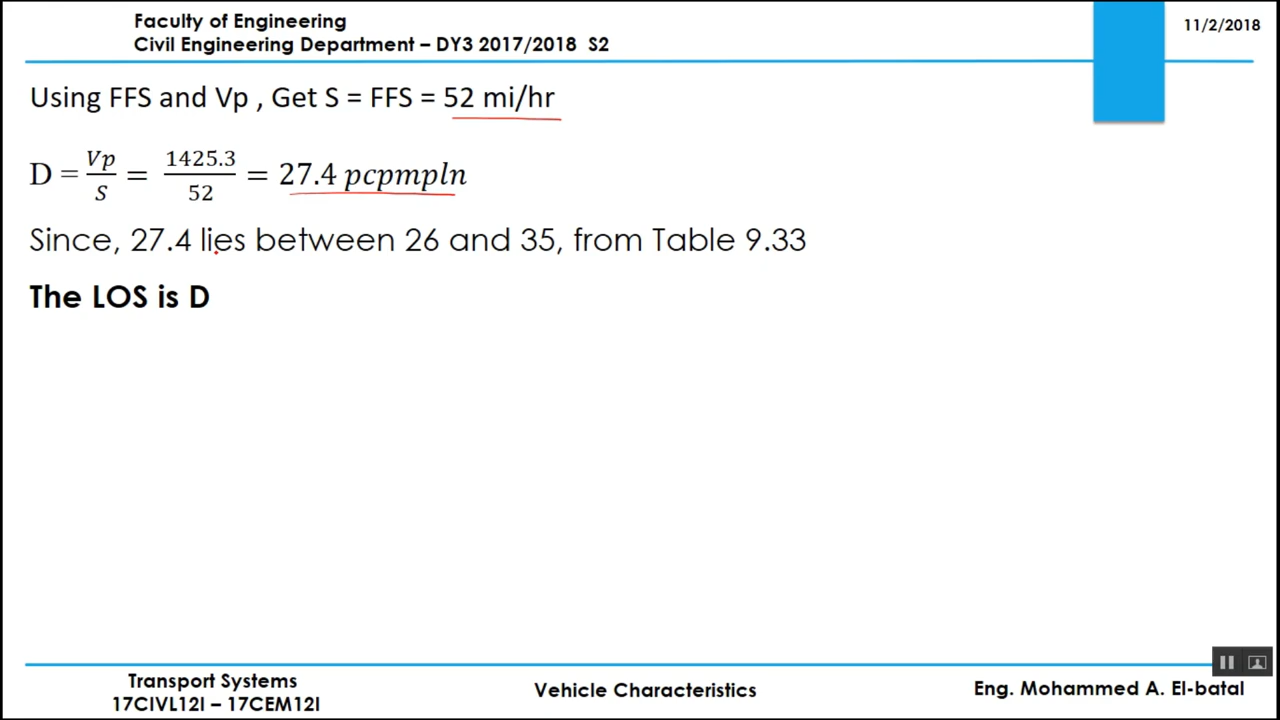 Faculty of Engineering
Civil Engineering Department – DY3 2017/2018 S2
11/2/2018
Using FFS and Vp , Get S = FFS = 52 mi/hr
D = Vp/S = 1425.3/52 = 27.4 pcpmpln
Since, 27.4 lies between 26 and 35, from Table 9.33
The LOS is D
Transport Systems
17CIVL12I – 17CEM12I
Vehicle Characteristics
Eng. Mohammed A. El-batal